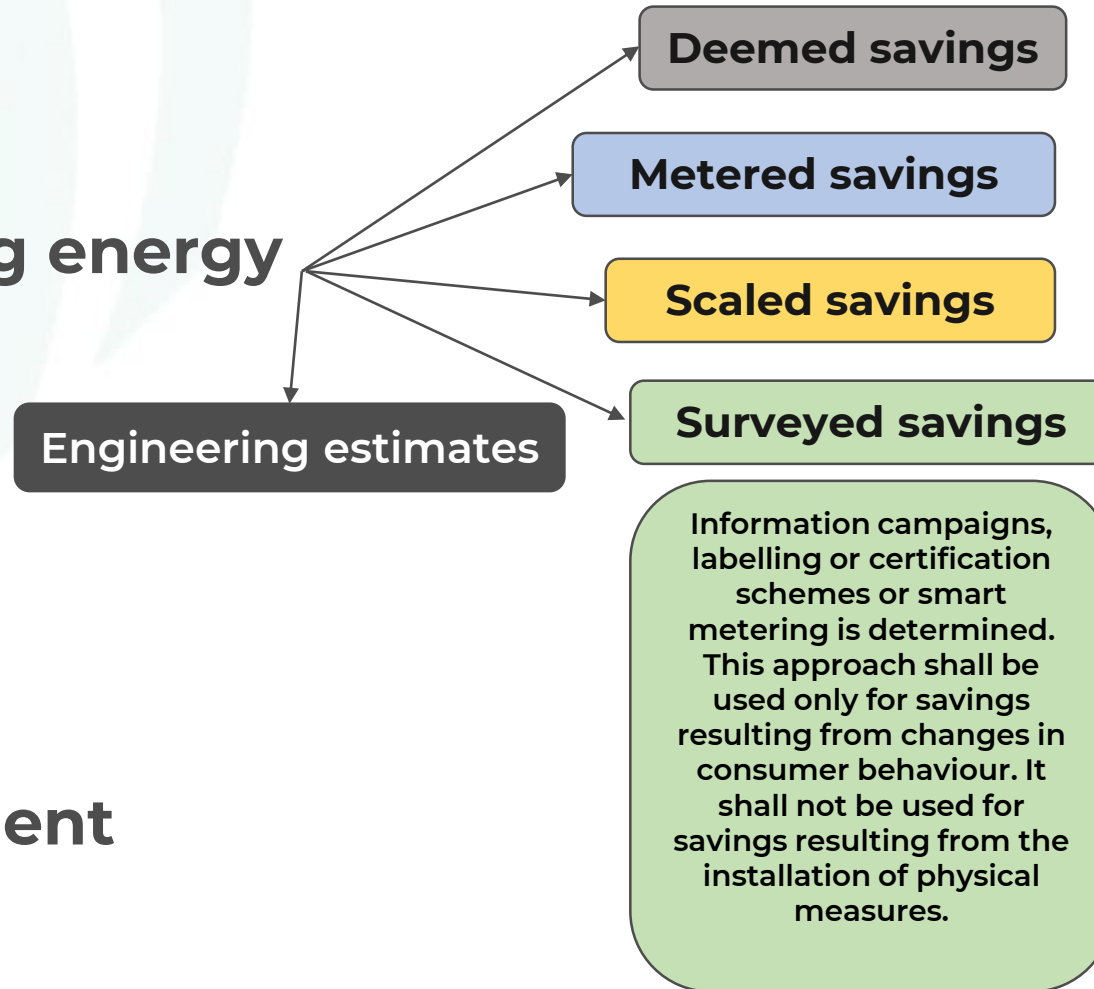 Deemed savings
Metered savings
g energy
Scaled savings
Engineering estimates
Surveyed savings
Information campaigns,
labelling or certification
schemes or smart
metering is determined.
This approach shall be
used only for savings
resulting from changes in
consumer behaviour. It
shall not be used for
savings resulting from the
installation of physical
measures.
ent